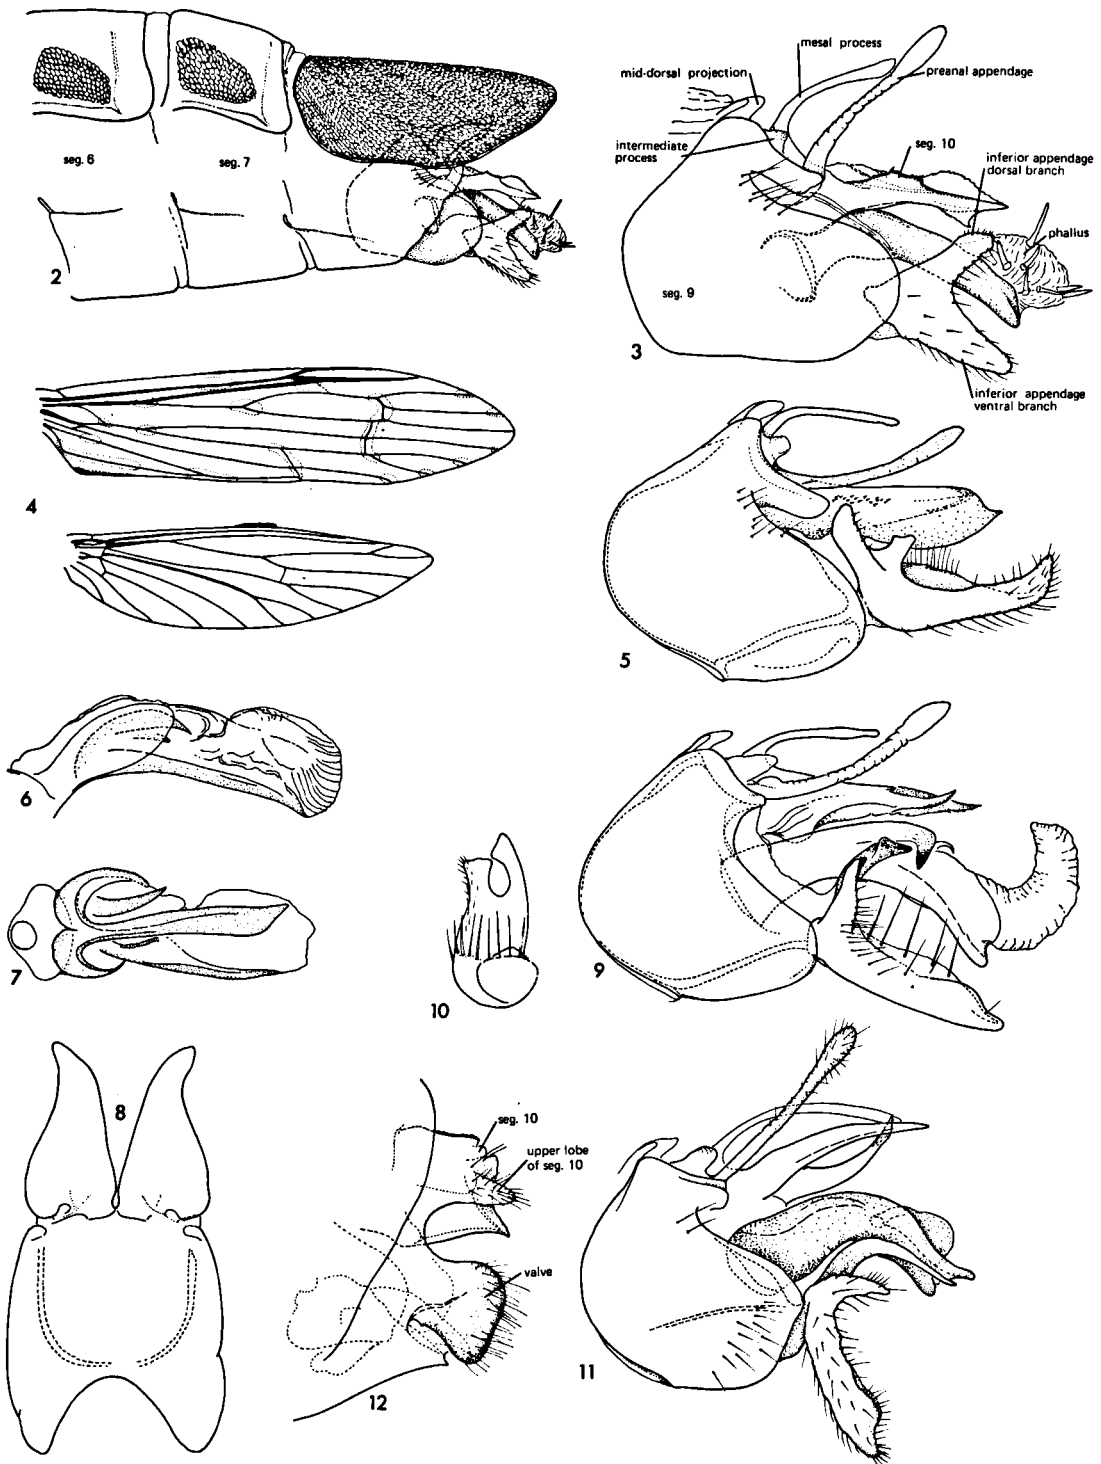 seg. 6
seg. 7
2
mesal process
mid-dorsal projection
preanal appendage
intermediate
process
seg. 10
inferior appendage
dorsal branch
phallus
seg. 9
3
inferior appendage
ventral branch
4
5
6
7
10
9
8
seg. 10
upper lobe
of seg. 10
valve
12
11